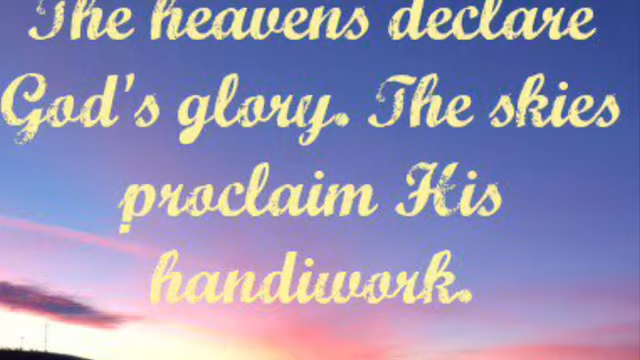 The heavens declare
God's glory. The skies
proclaim His
handiwork.